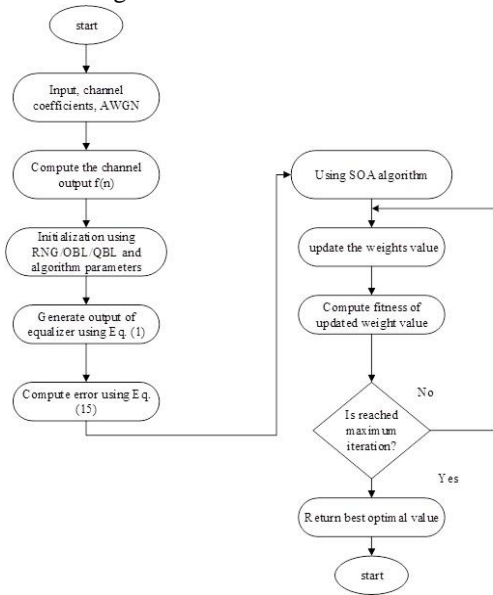 start
Input, channel
coefficients, AWGN
Compute the channel
output f(n)
Initialization using
RNG/OBL/QBL and
algorithm parameters
Generate output of
equalizer using Eq. (1)
Compute error using Eq.
(15)
Using SOA algorithm
update the weights value
Compute fitness of
updated weight value
Is reached
maximum
iteration?
No
Yes
Return best optimal value
start